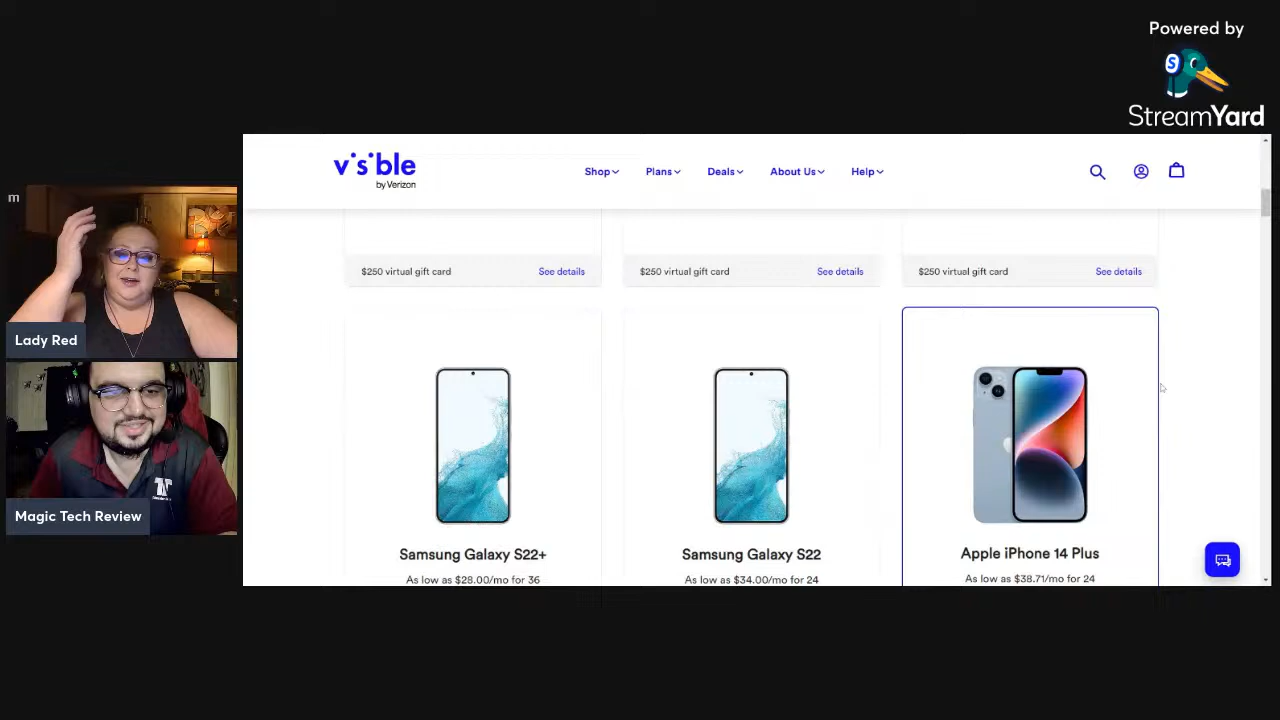 Powered by
StreamYard
visible
by Verizon
Shop
Plans
Deals
About Us
Help
m
Lady Red
Magic Tech Review
$250 virtual gift card
See details
$250 virtual gift card
See details
$250 virtual gift card
See details
Samsung Galaxy S22+
As low as $28.00/mo for 36
Samsung Galaxy S22
As low as $34.00/mo for 24
Apple iPhone 14 Plus
As low as $38.71/mo for 24